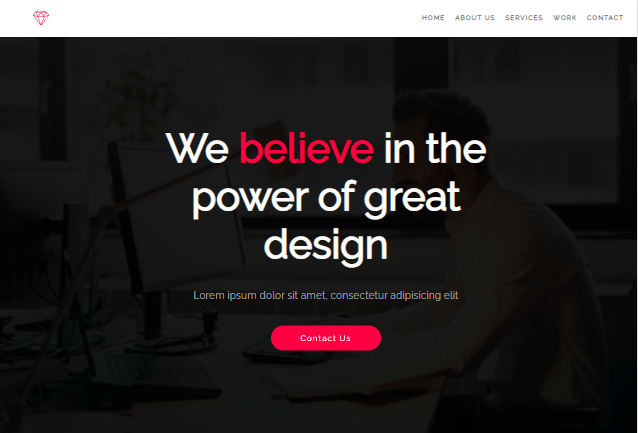 HOME ABOUT US SERVICES WORK CONTACT
We believe in the
power of great
design
Lorem ipsum dolor sit amet, consectetur adipisicing elit
Contact Us